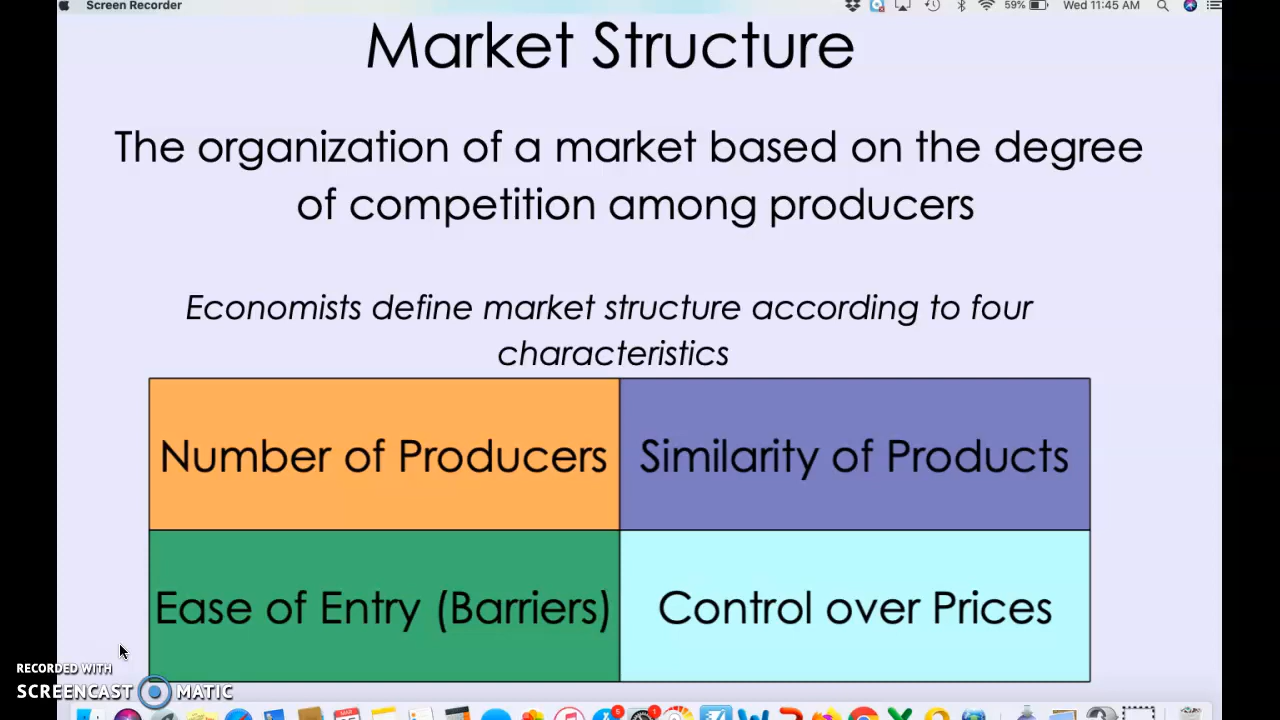 Screen Recorder
59%
Wed 11:45 AM
Market Structure
The organization of a market based on the degree
of competition among producers
Economists define market structure according to four
characteristics
Number of Producers
Similarity of Products
Ease of Entry (Barriers)
Control over Prices
RECORDED WITH
SCREENCAST MATIC